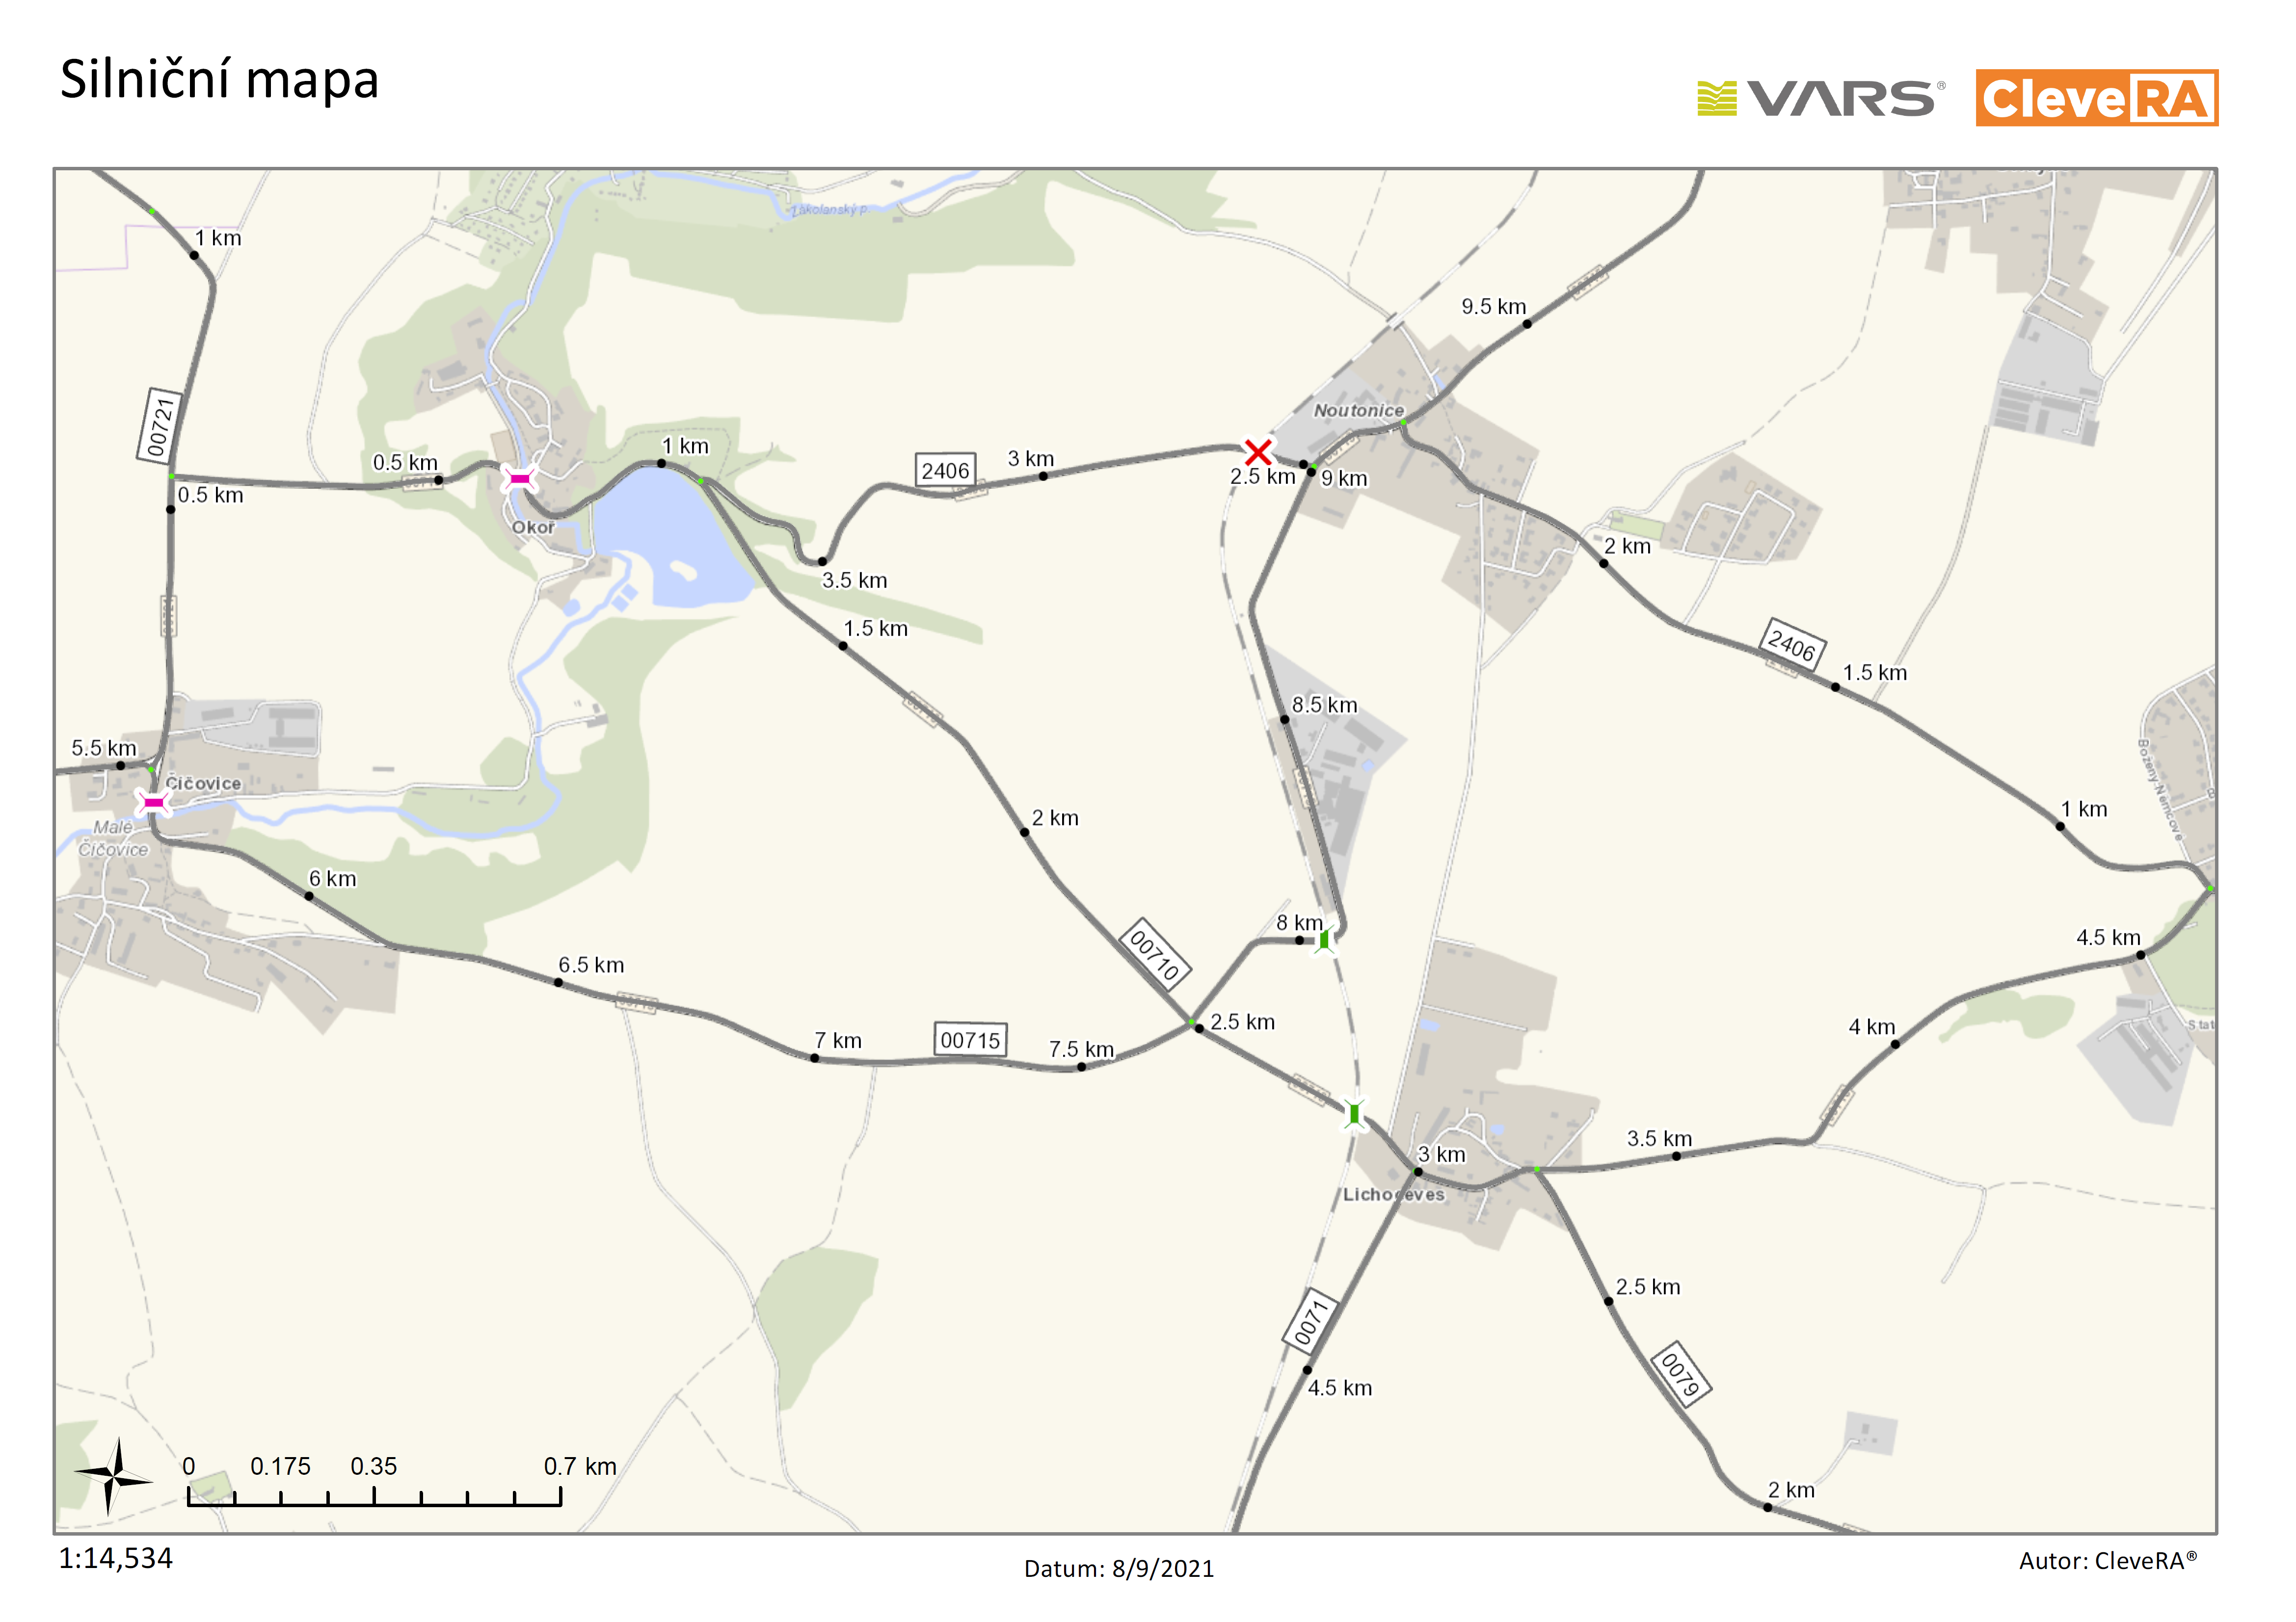 Silniční mapa
VARS®
CleveRA
Zákolanský p.
1 km
9.5 km
00721
Noutonice
0.5 km
1 km
2406
3 km
2.5 km
9 km
0.5 km
Okoř
3.5 km
2 km
1.5 km
2406
1.5 km
8.5 km
5.5 km
Čičovice
Boženy-Němcové
Malé
Čičovice
2 km
1 km
6 km
8 km
4.5 km
00710
6.5 km
2.5 km
4 km
7 km
00715
7.5 km
Stat
3 km
3.5 km
Lichoceves
2.5 km
0071
0079
4.5 km
0
0.175
0.35
0.7 km
2 km
1:14,534
Datum: 8/9/2021
Autor: CleveRA®